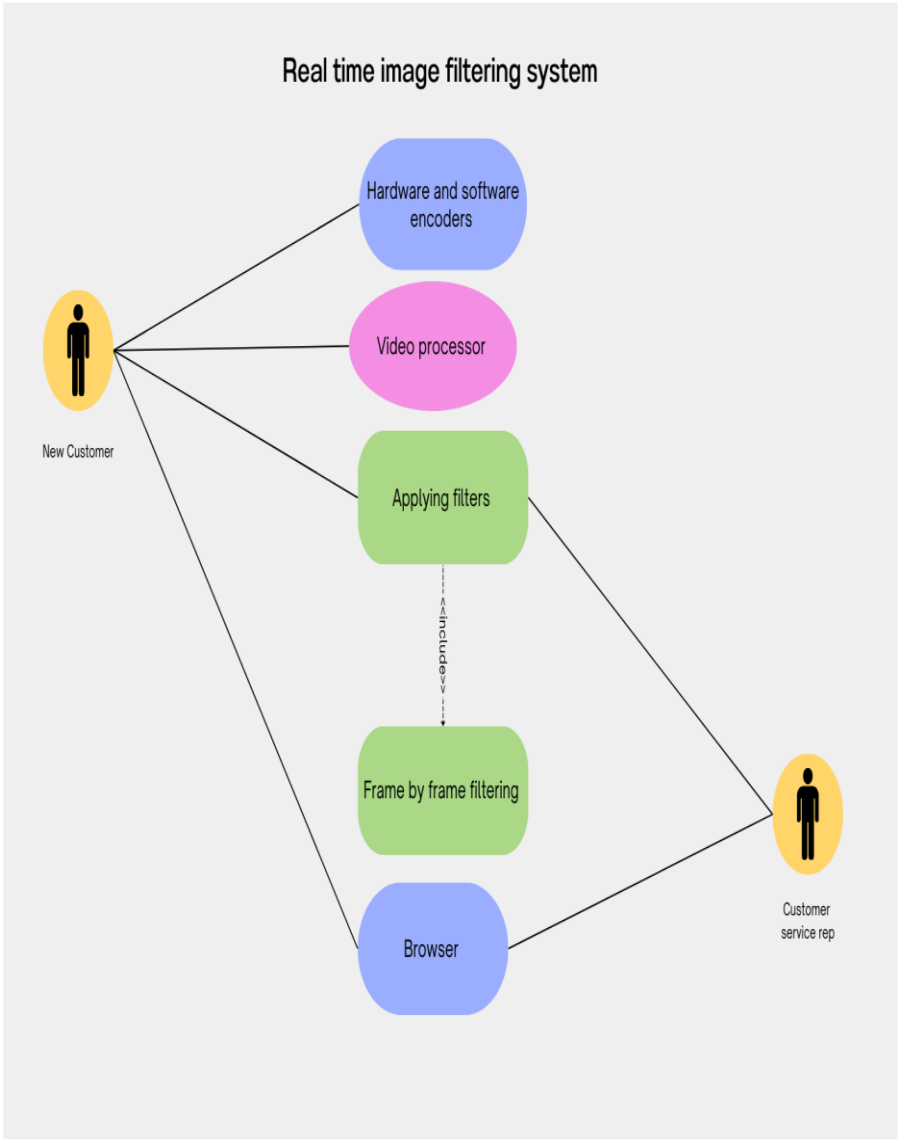 Real time image filtering system
Hardware and software
encoders
Video processor
New Customer
Applying filters
<<include>>
Frame by frame filtering
Customer
service rep
Browser